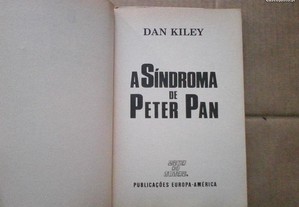 DAN KILEY
A SÍNDROMA
DE
PETER PAN
PUBLICAÇÕES EUROPA-AMÉRICA